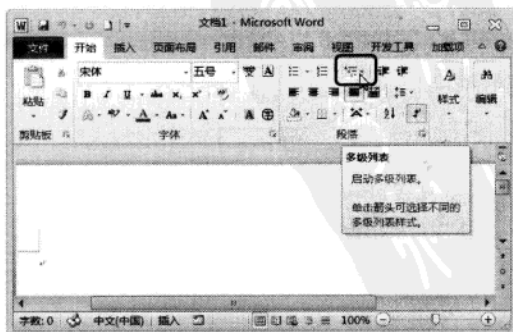 文档1 - Microsoft Word
文件 开始 插入 页面布局 引用 邮件 审阅 视图 开发工具 加载项
宋体 五号
B I U abc x, x²
粘贴 样式 编辑
Aa
剪贴板 字体 段落
多级列表
启动多级列表。
单击箭头可选择不同的
多级列表样式。
字数: 0 中文(中国) 插入 100%